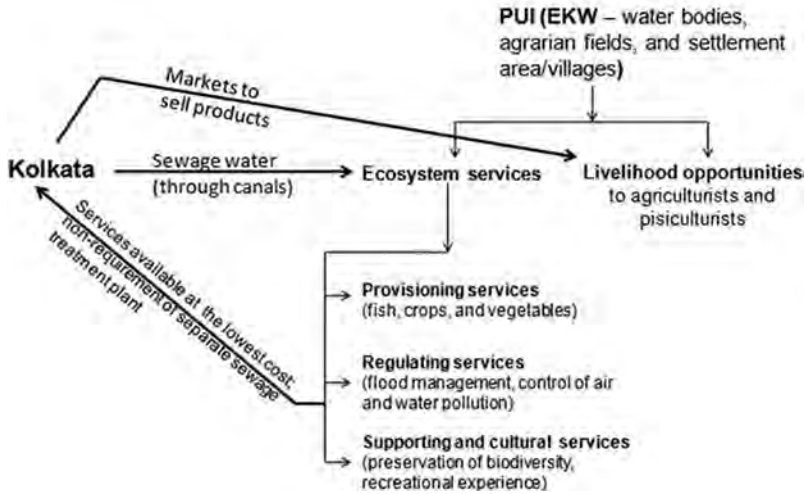 PUI (EKW – water bodies,
agrarian fields, and settlement
area/villages)
Markets to
sell products
Kolkata
Sewage water
(through canals)
Ecosystem services
Livelihood opportunities
to agriculturists and
pisiculturists
Services available at the lowest cost;
non-requirement of separate sewage
treatment plant
Provisioning services
(fish, crops, and vegetables)
Regulating services
(flood management, control of air
and water pollution)
Supporting and cultural services
(preservation of biodiversity,
recreational experience)